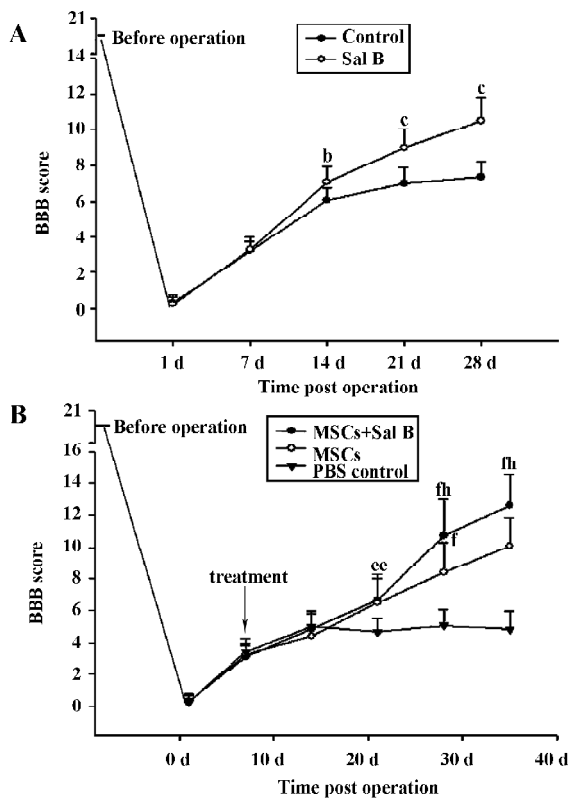 A
21
Before operation
14
12
10
8
6
4
2
0
BBB score
Control
Sal B
b
c
c
1 d
7 d
14 d
21 d
28 d
Time post operation
B
21
Before operation
16
14
12
10
8
6
4
2
0
BBB score
MSCs+Sal B
MSCs
PBS control
treatment
ee
fh
f
fh
0 d
10 d
20 d
30 d
40 d
Time post operation